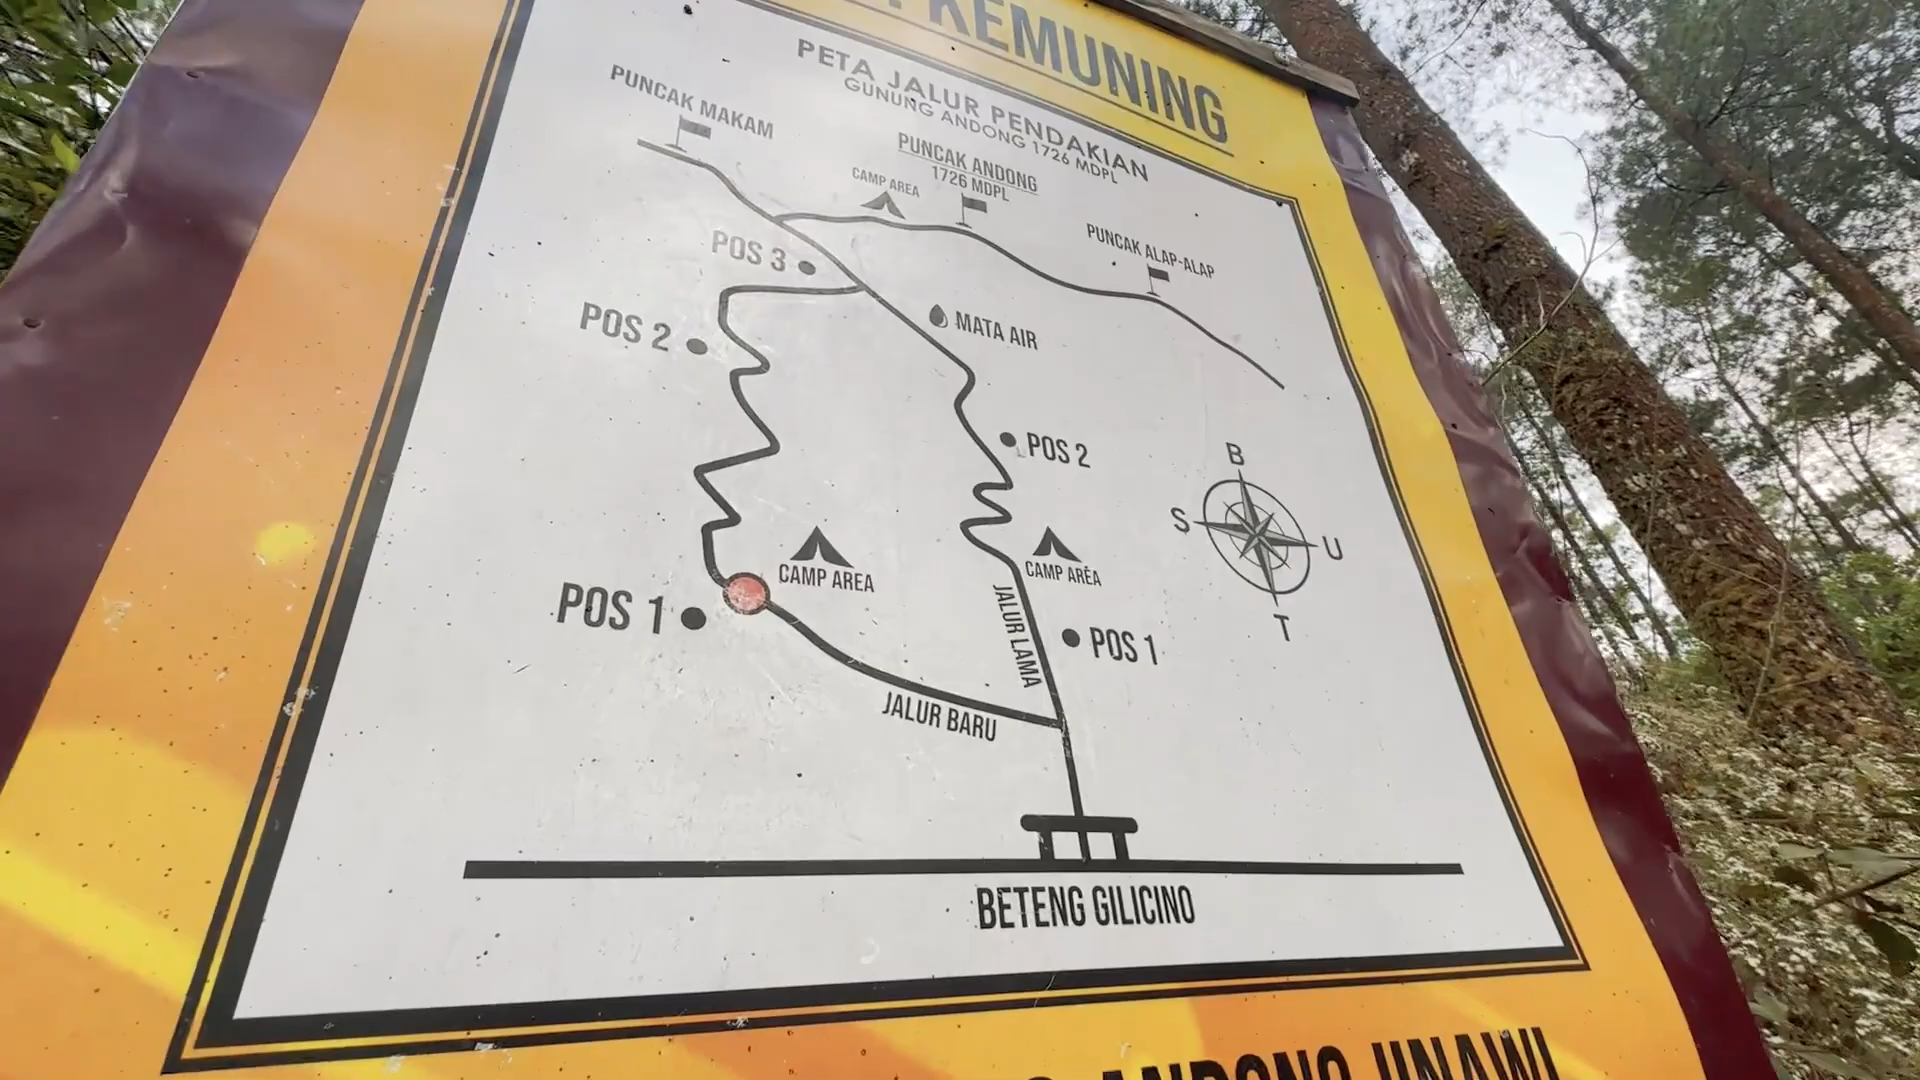 KEMUNING
PETA JALUR PENDAKIAN
GUNUNG ANDONG 1726 MDPL
PUNCAK MAKAM
PUNCAK ANDONG
1726 MDPL
CAMP AREA
PUNCAK ALAP-ALAP
POS 3
MATA AIR
POS 2
POS 2
B
S
U
T
CAMP AREA
CAMP AREA
POS 1
JALUR LAMA
POS 1
JALUR BARU
BETENG GILICINO
ANDONG JINAWI